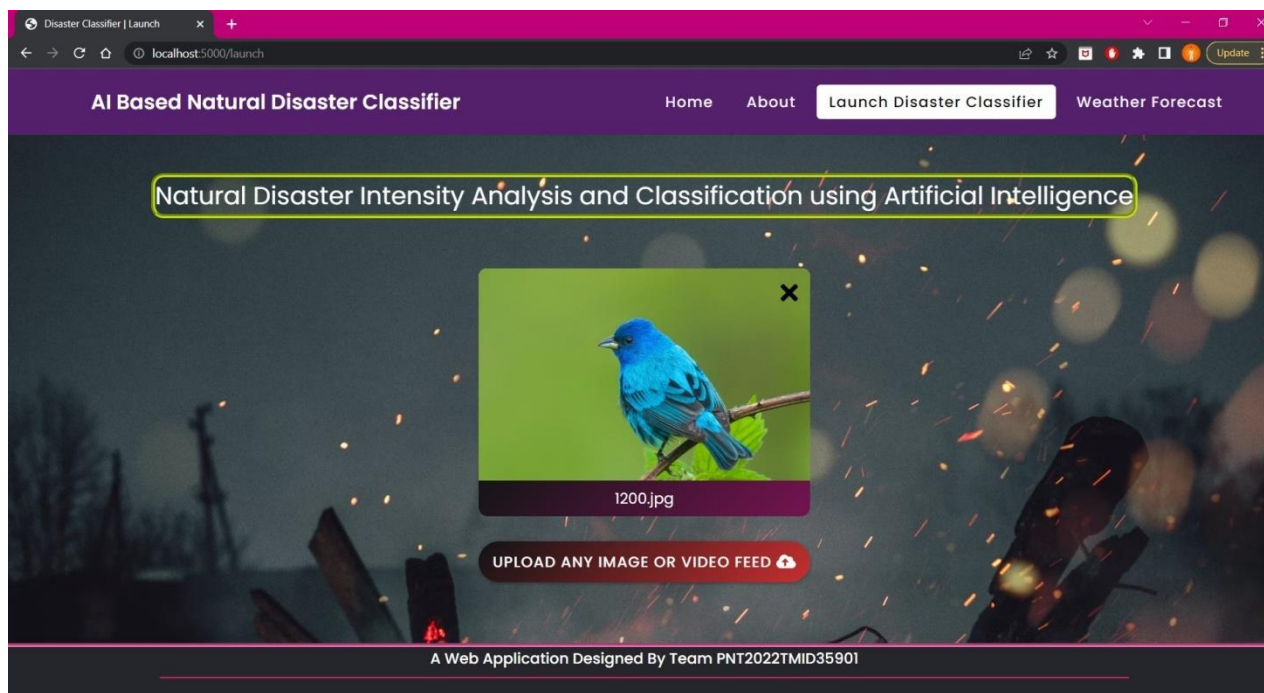 Disaster Classifier | Launch
localhost:5000/launch
Update
AI Based Natural Disaster Classifier
Home About Launch Disaster Classifier Weather Forecast
Natural Disaster Intensity Analysis and Classification using Artificial Intelligence
1200.jpg
UPLOAD ANY IMAGE OR VIDEO FEED
A Web Application Designed By Team PNT2022TMID35901